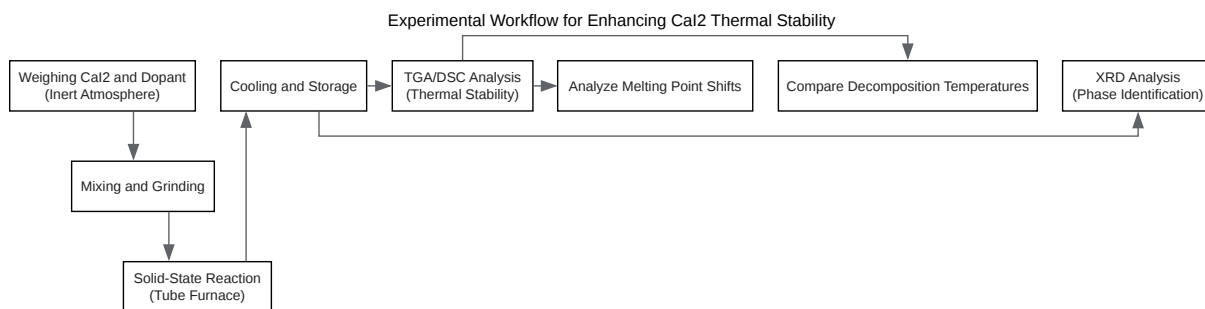 Experimental Workflow for Enhancing CaI2 Thermal Stability
Weighing CaI2 and Dopant
(Inert Atmosphere)
Cooling and Storage
TGA/DSC Analysis
(Thermal Stability)
Analyze Melting Point Shifts
Compare Decomposition Temperatures
XRD Analysis
(Phase Identification)
Mixing and Grinding
Solid-State Reaction
(Tube Furnace)